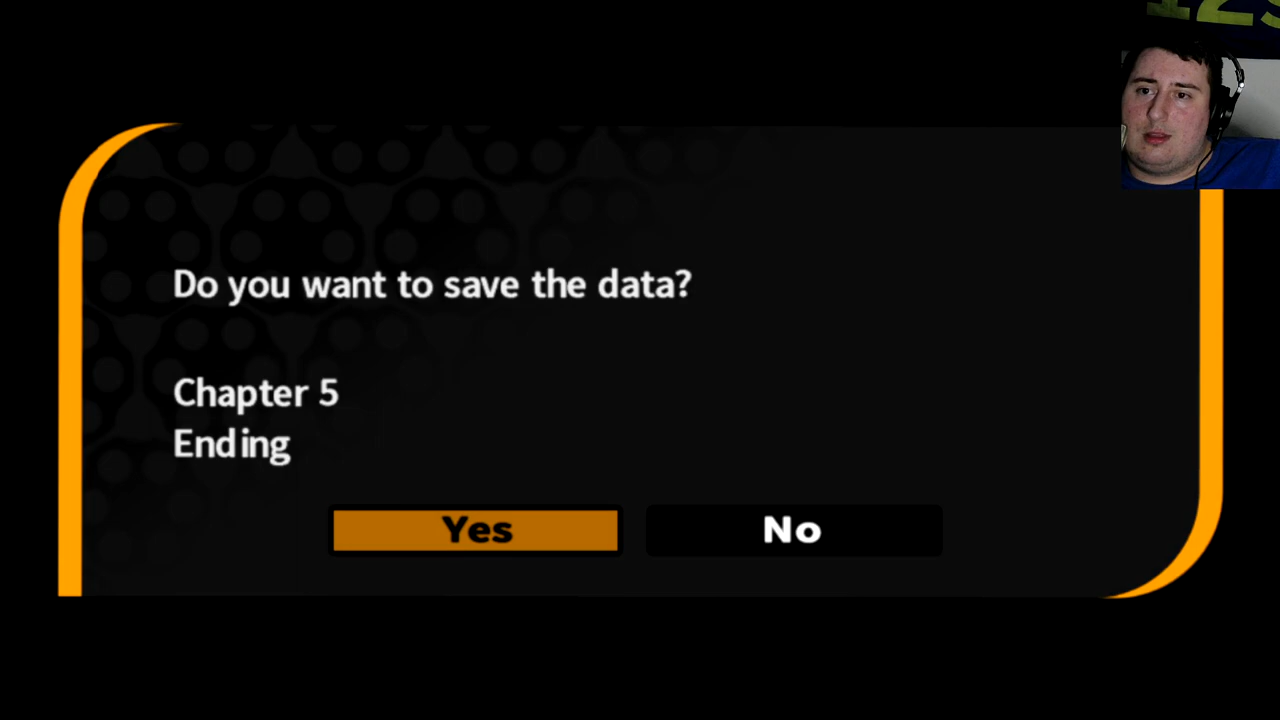 Do you want to save the data?
Chapter 5
Ending
Yes
No